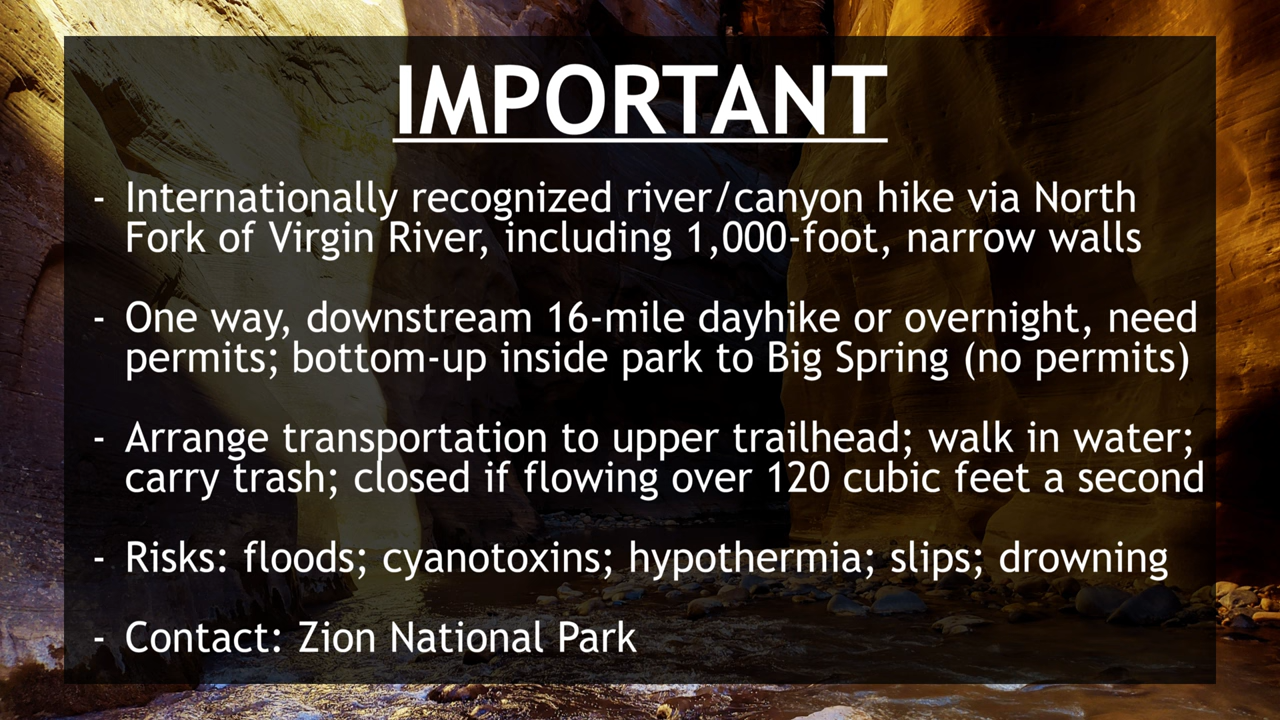 IMPORTANT
- Internationally recognized river/canyon hike via North
Fork of Virgin River, including 1,000-foot, narrow walls
- One way, downstream 16-mile dayhike or overnight, need
permits; bottom-up inside park to Big Spring (no permits)
- Arrange transportation to upper trailhead; walk in water;
carry trash; closed if flowing over 120 cubic feet a second
- Risks: floods; cyanotoxins; hypothermia; slips; drowning
- Contact: Zion National Park